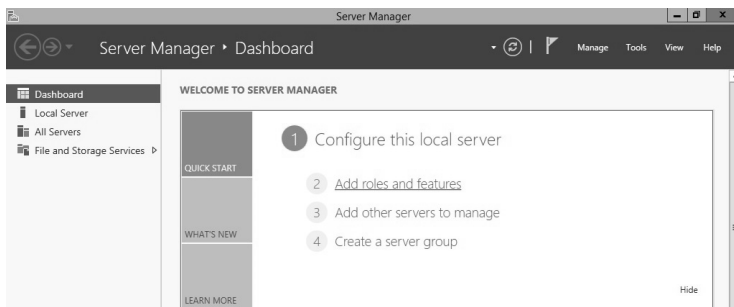 Server Manager
Server Manager ‣ Dashboard
Manage Tools View Help
Dashboard
Local Server
All Servers
File and Storage Services
WELCOME TO SERVER MANAGER
QUICK START
WHAT'S NEW
LEARN MORE
1 Configure this local server
2 Add roles and features
3 Add other servers to manage
4 Create a server group
Hide